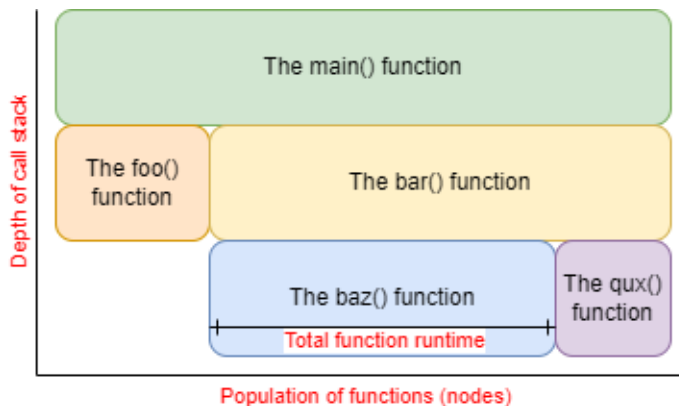 The main() function
Depth of call stack
The foo()
function
The bar() function
The baz() function
The qux()
function
Total function runtime
Population of functions (nodes)